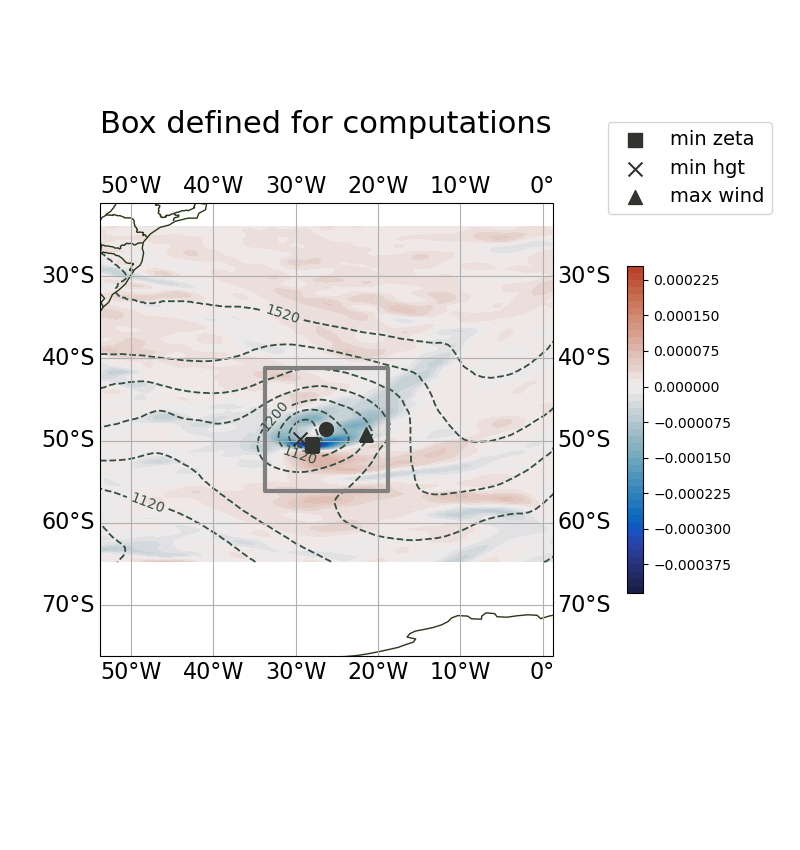 Box defined for computations
min zeta
min hgt
max wind
50°W 40°W 30°W 20°W 10°W 0°
30°S 30°S
40°S 40°S
50°S 50°S
60°S 60°S
70°S 70°S
50°W 40°W 30°W 20°W 10°W 0°
1520
1200
1120
1120
0.000225
0.000150
0.000075
0.000000
−0.000075
−0.000150
−0.000225
−0.000300
−0.000375